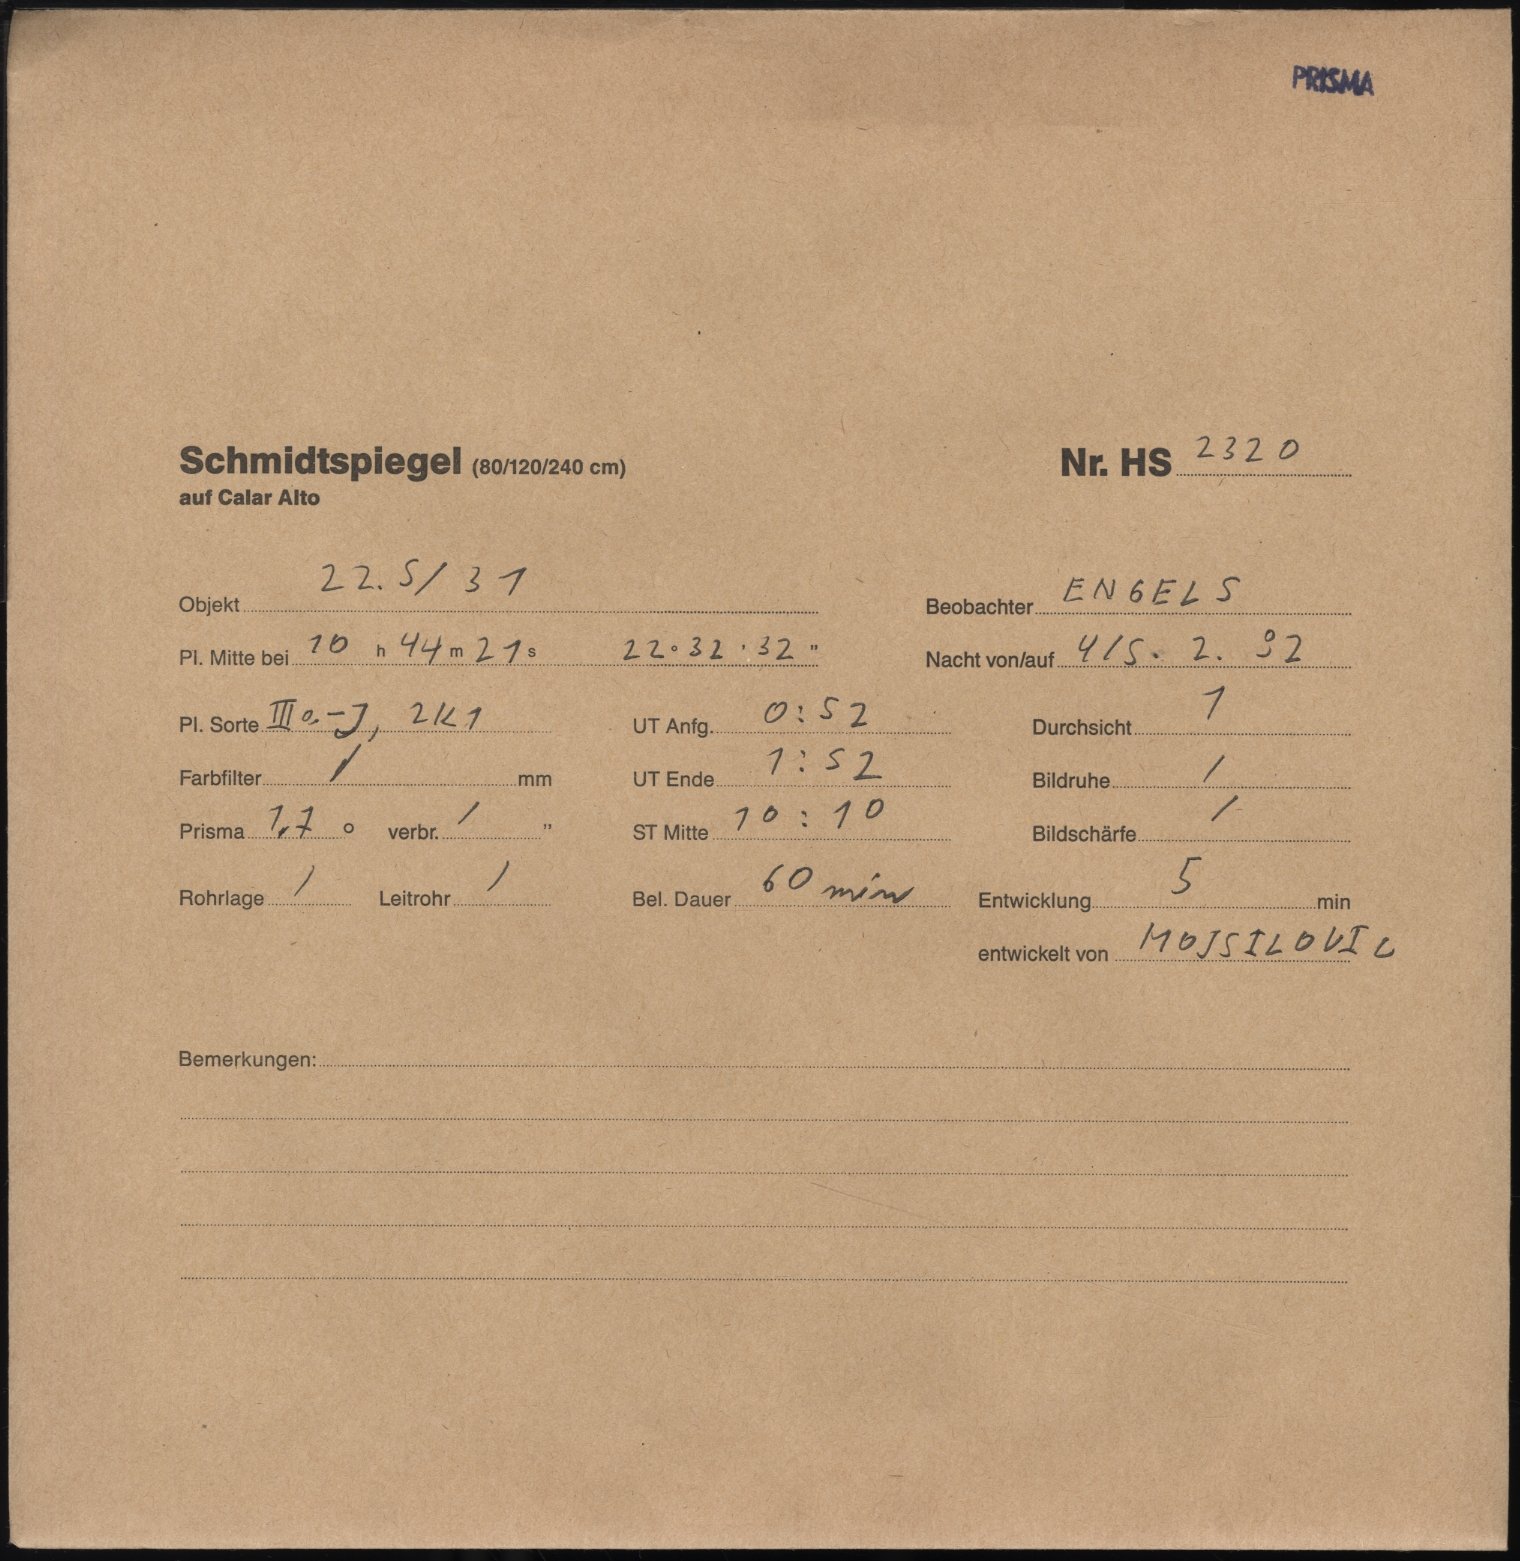 PRISMA
Schmidtspiegel (80/120/240 cm)
auf Calar Alto
Nr. HS 2320
Objekt 22.5/31
Beobachter ENGELS
Pl. Mitte bei 10 h 44 m 21 s 22° 32' 32"
Nacht von/auf 4/5. 2. 92
Pl. Sorte IIIa-J, 2K1
UT Anfg. 0:52
Durchsicht 1
Farbfilter / mm
UT Ende 1:52
Bildruhe /
Prisma 1,7 ° verbr. / "
ST Mitte 10:10
Bildschärfe /
Rohrlage / Leitrohr /
Bel. Dauer 60 min
Entwicklung 5 min
entwickelt von MOJSILOVIC
Bemerkungen: